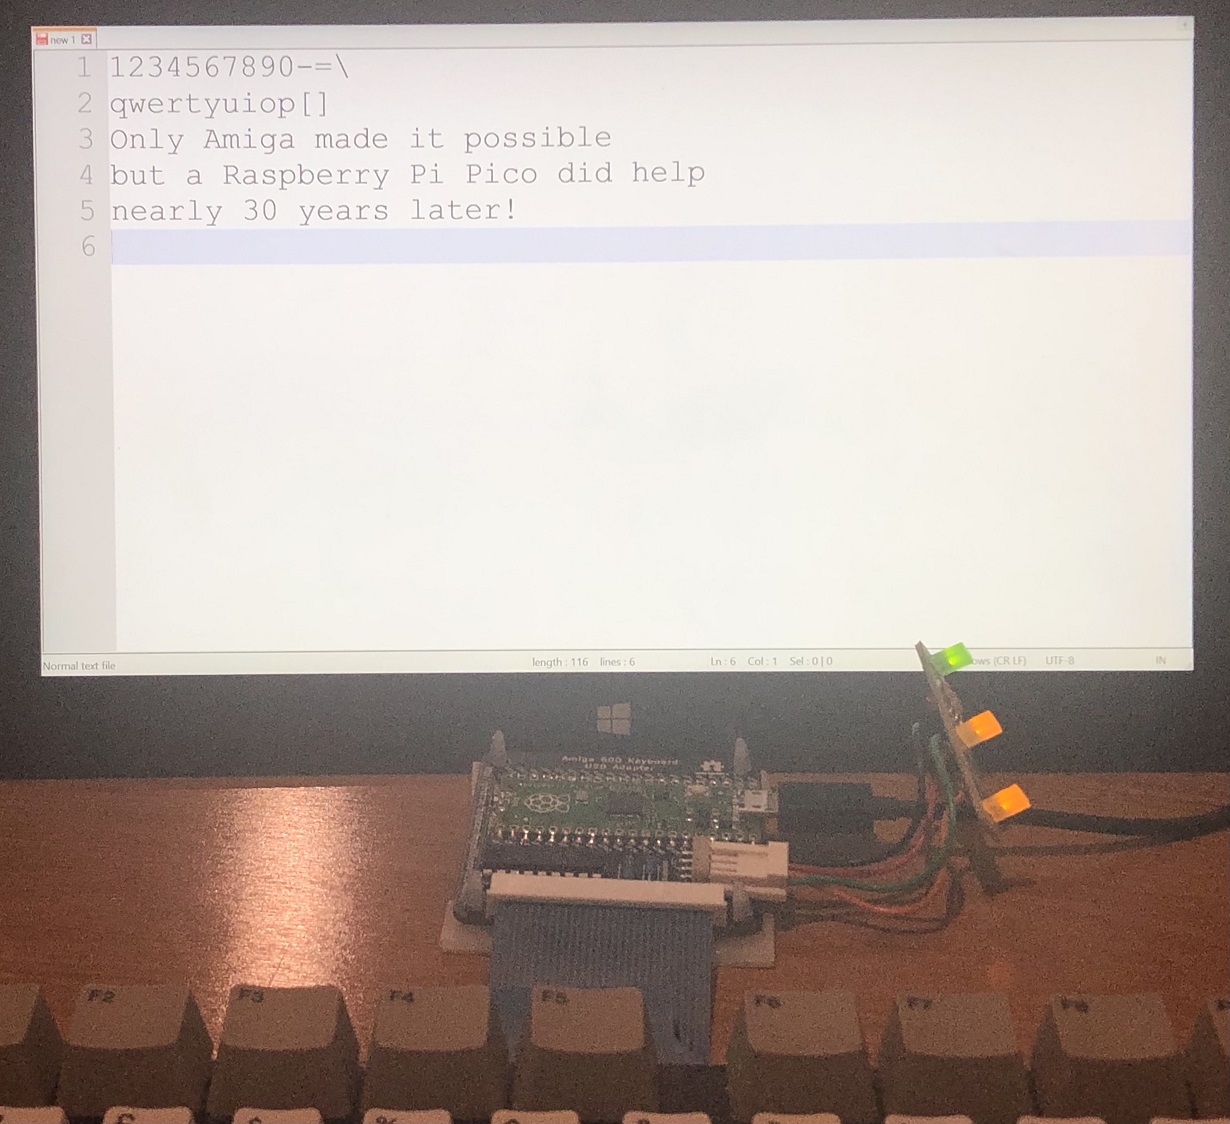 new 1
1 1234567890-=\
2 qwertyuiop[]
3 Only Amiga made it possible
4 but a Raspberry Pi Pico did help
5 nearly 30 years later!
6
Normal text file length : 116 lines : 6 Ln : 6 Col : 1 Sel : 0 | 0 ows (CR LF) UTF-8 IN
Amiga 600 Keyboard
USB Adapter
F2 F3 F4 F5 F6 F7 F8